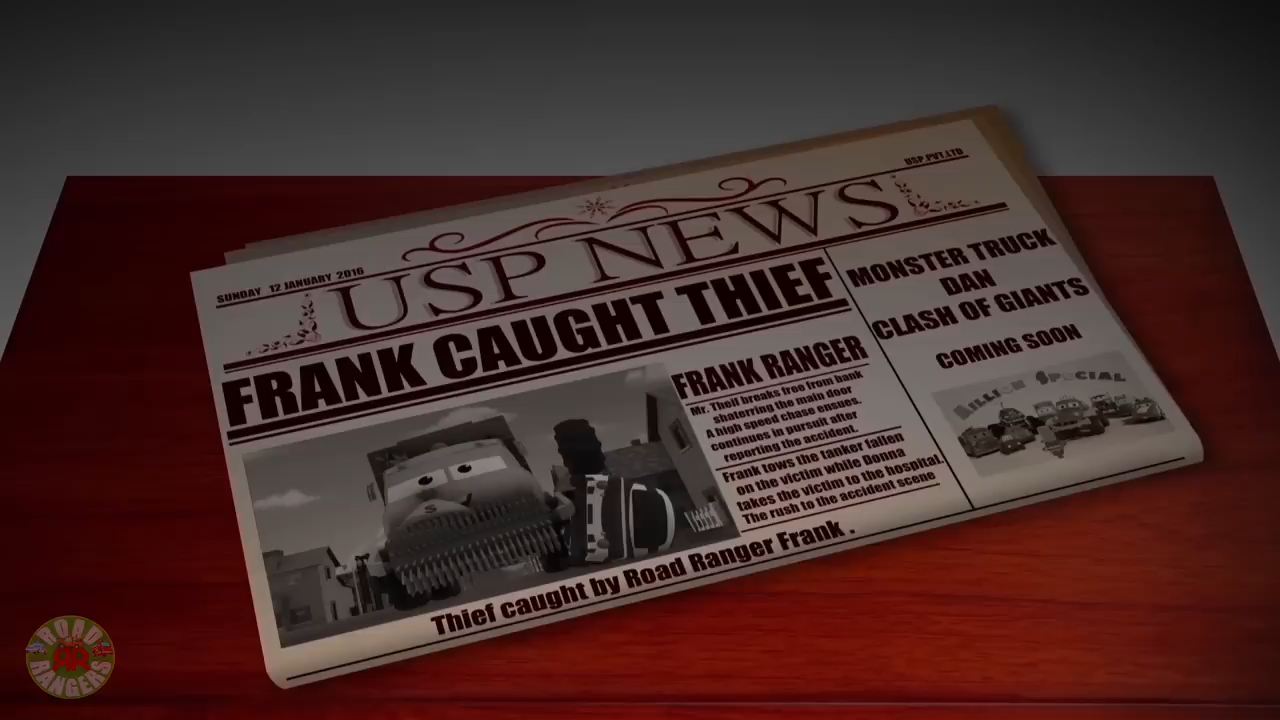 USP.PVT.LTD
SUNDAY 12 JANUARY 2016
USP NEWS
FRANK CAUGHT THIEF
FRANK RANGER
Mr. Theif breaks free from bank
shaterring the main door
A high speed chase ensues.
continues in pursuit after
reporting the accident.
Frank tows the tanker fallen
on the victim while Donna
takes the victim to the hospital.
The rush to the accident scene
Thief caught by Road Ranger Frank .
MONSTER TRUCK
DAN
CLASH OF GIANTS
COMING SOON
MILLION SPECIAL
S
ROAD
RR
RANGERS